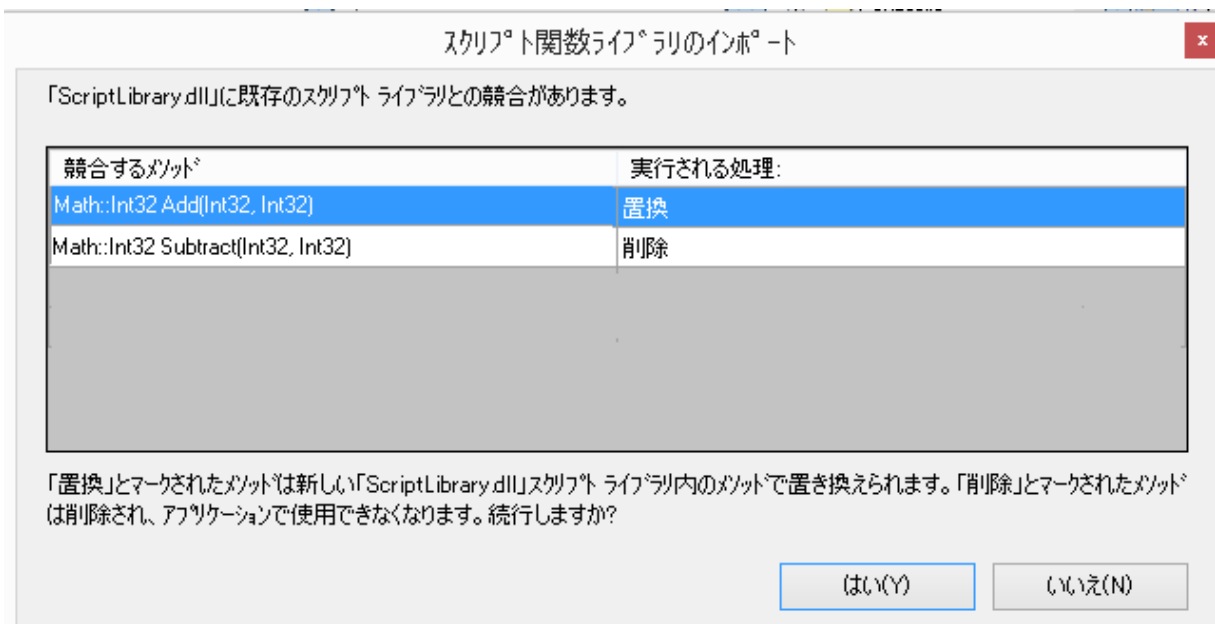 スクリプト関数ライブラリのインポート
x
「ScriptLibrary.dll」に既存のスクリプト ライブラリとの競合があります。
競合するメソッド 実行される処理:
Math::Int32 Add(Int32, Int32) 置換
Math::Int32 Subtract(Int32, Int32) 削除
「置換」とマークされたメソッドは新しい「ScriptLibrary.dll」スクリプト ライブラリ内のメソッドで置き換えられます。「削除」とマークされたメソッド
は削除され、アプリケーションで使用できなくなります。続行しますか?
はい(Y) いいえ(N)